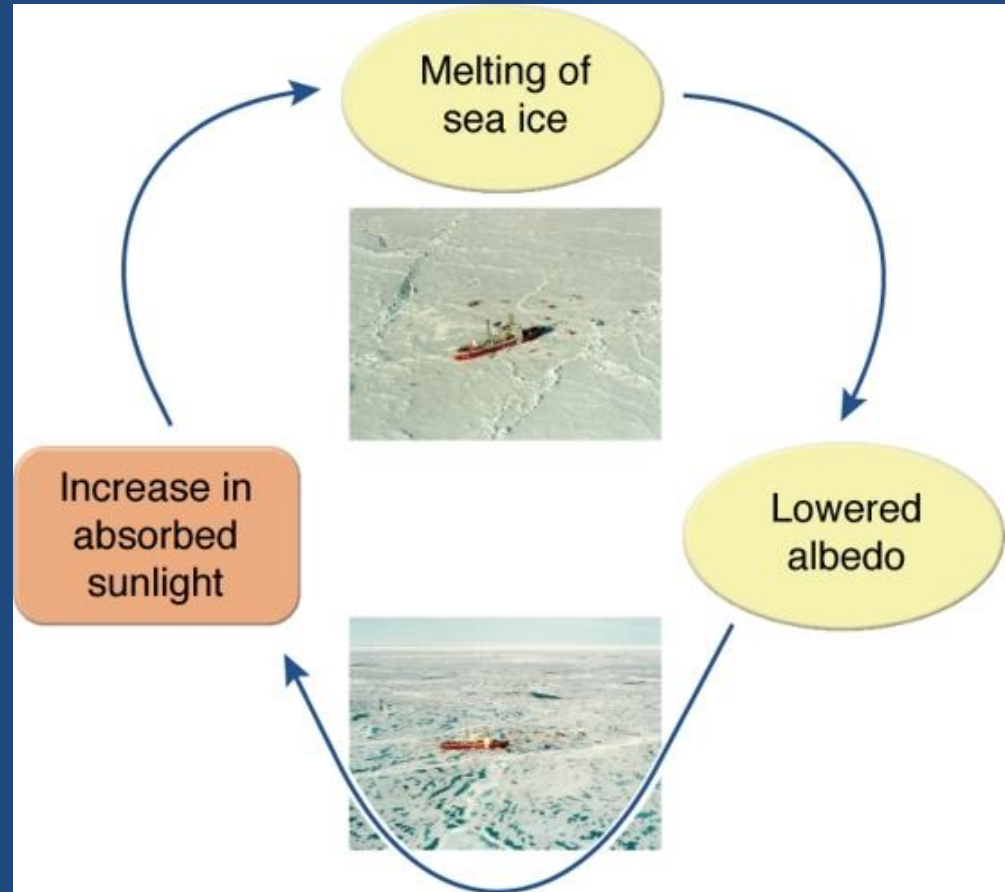 Melting of
sea ice
Lowered
albedo
Increase in
absorbed
sunlight